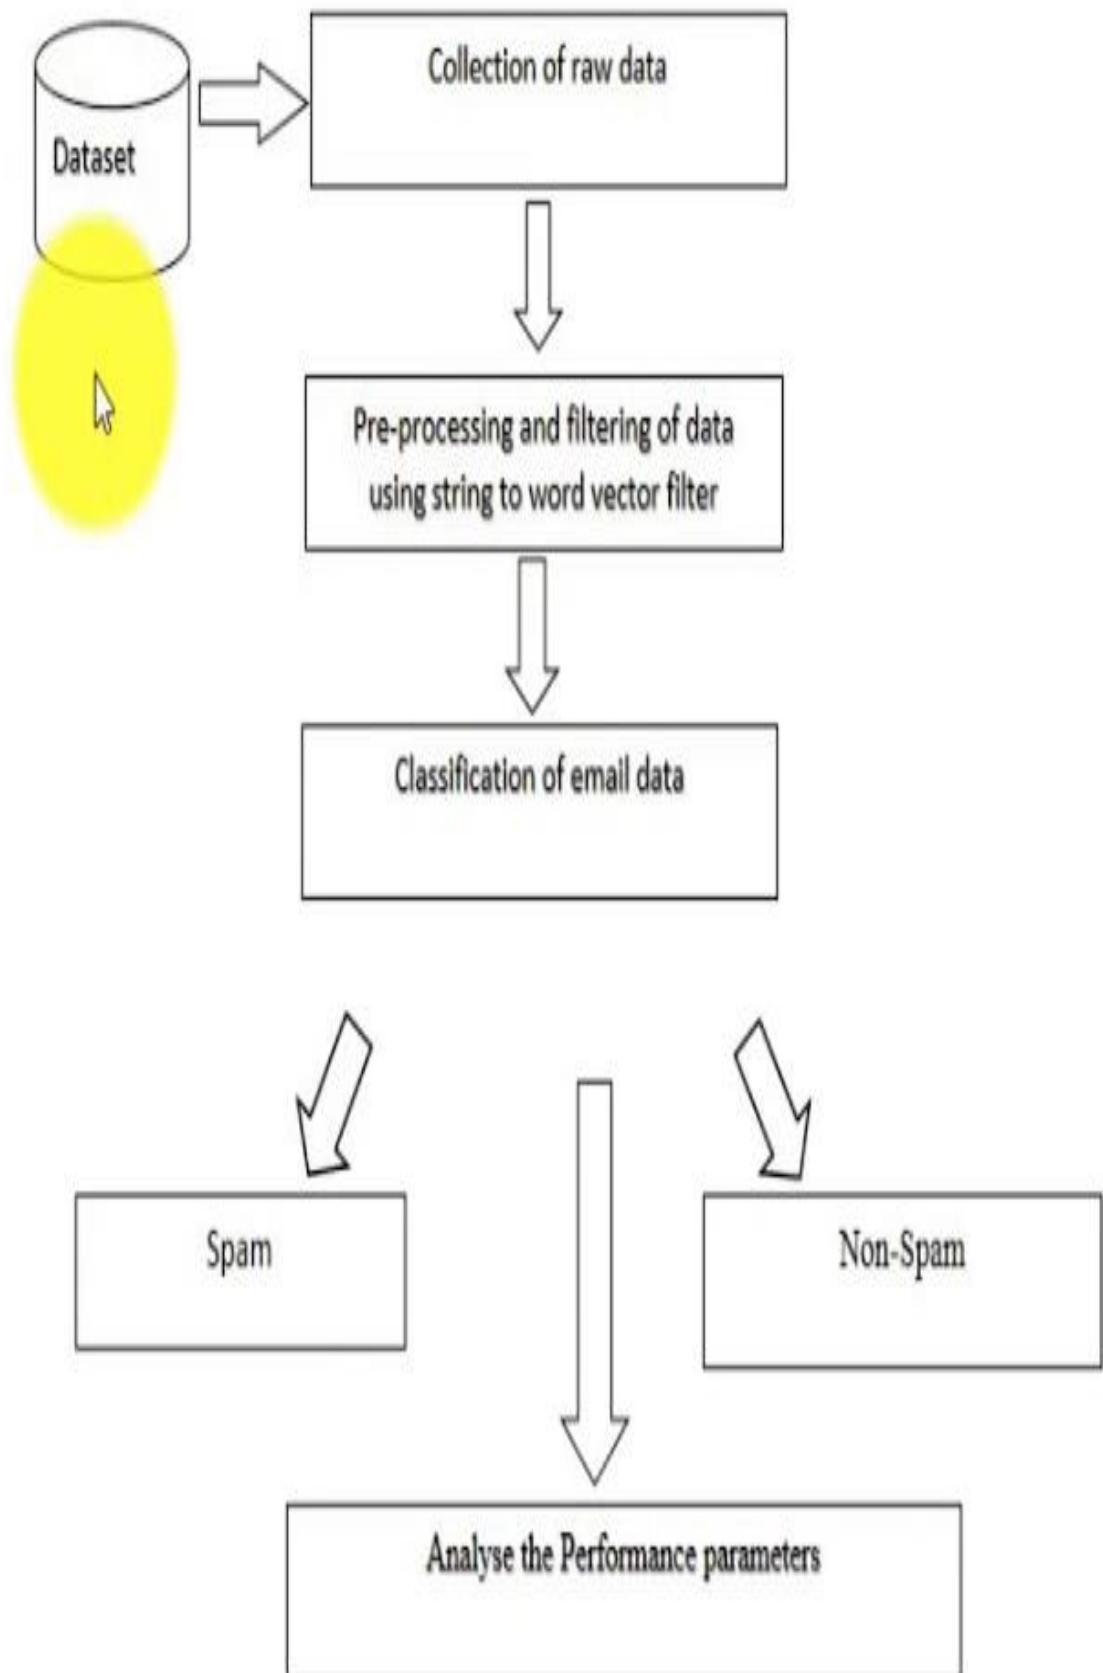 Dataset
Collection of raw data
Pre-processing and filtering of data
using string to word vector filter
Classification of email data
Spam
Non-Spam
Analyse the Performance parameters